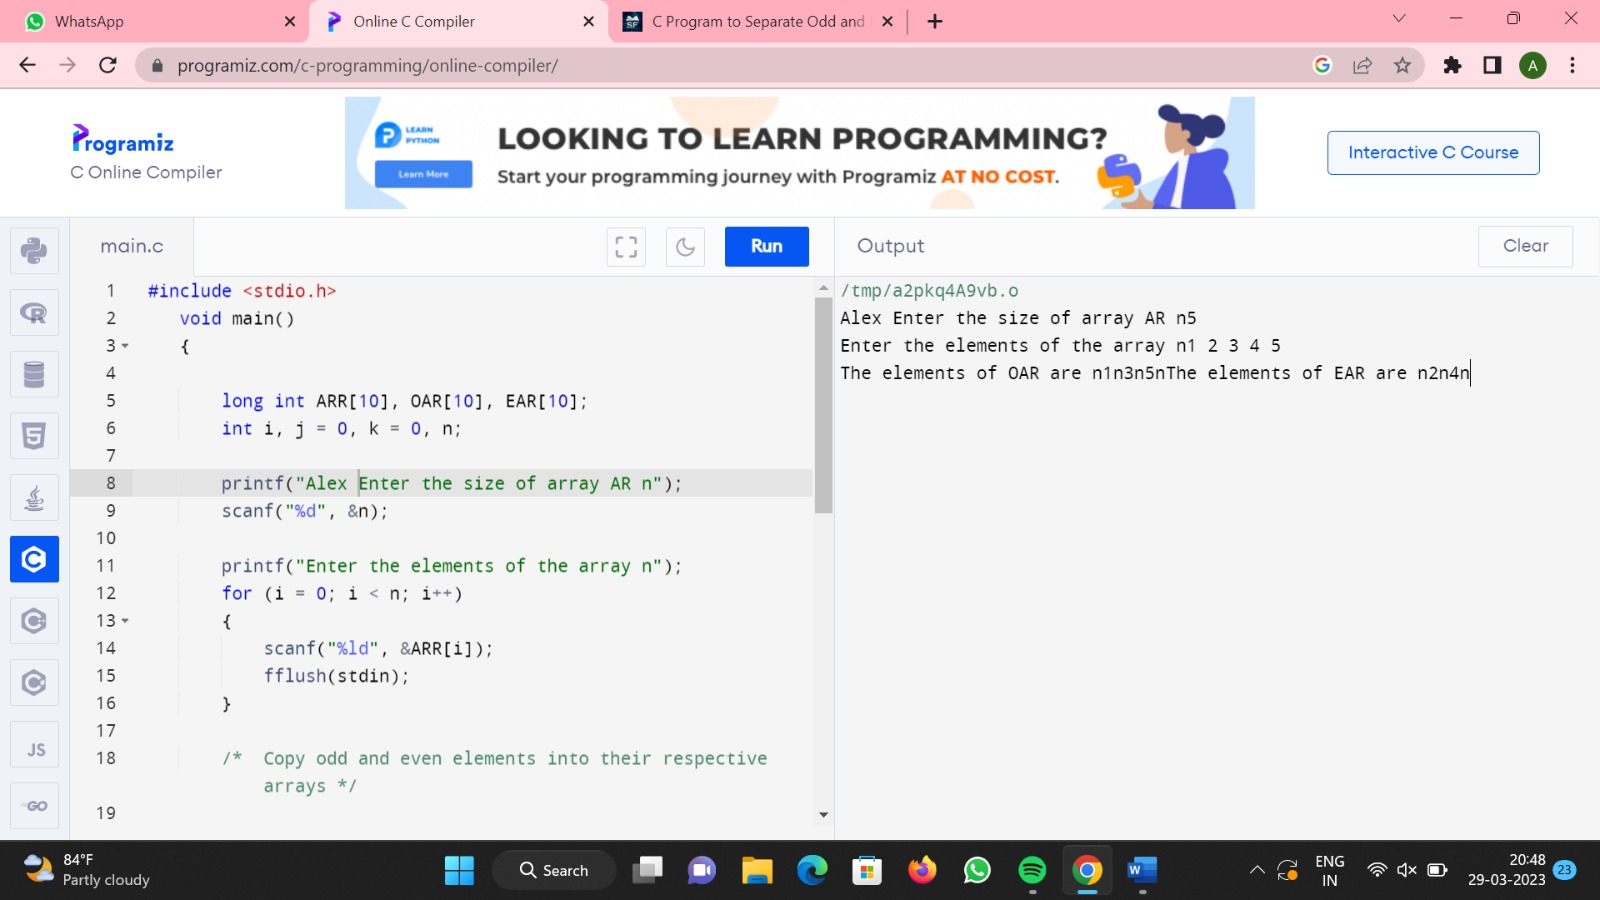 WhatsApp
Online C Compiler
C Program to Separate Odd and
programiz.com/c-programming/online-compiler/
A
Programiz
C Online Compiler
LEARN
PYTHON
Learn More
LOOKING TO LEARN PROGRAMMING?
Start your programming journey with Programiz AT NO COST.
Interactive C Course
main.c
Run
Output
Clear
1 #include <stdio.h>
2 void main()
3 {
4
5 long int ARR[10], OAR[10], EAR[10];
6 int i, j = 0, k = 0, n;
7
8 printf("Alex Enter the size of array AR n");
9 scanf("%d", &n);
10
11 printf("Enter the elements of the array n");
12 for (i = 0; i < n; i++)
13 {
14 scanf("%ld", &ARR[i]);
15 fflush(stdin);
16 }
17
18 /* Copy odd and even elements into their respective
arrays */
19
/tmp/a2pkq4A9vb.o
Alex Enter the size of array AR n5
Enter the elements of the array n1 2 3 4 5
The elements of OAR are n1n3n5nThe elements of EAR are n2n4n
JS
GO
84°F
Partly cloudy
Search
ENG
IN
20:48
29-03-2023
23